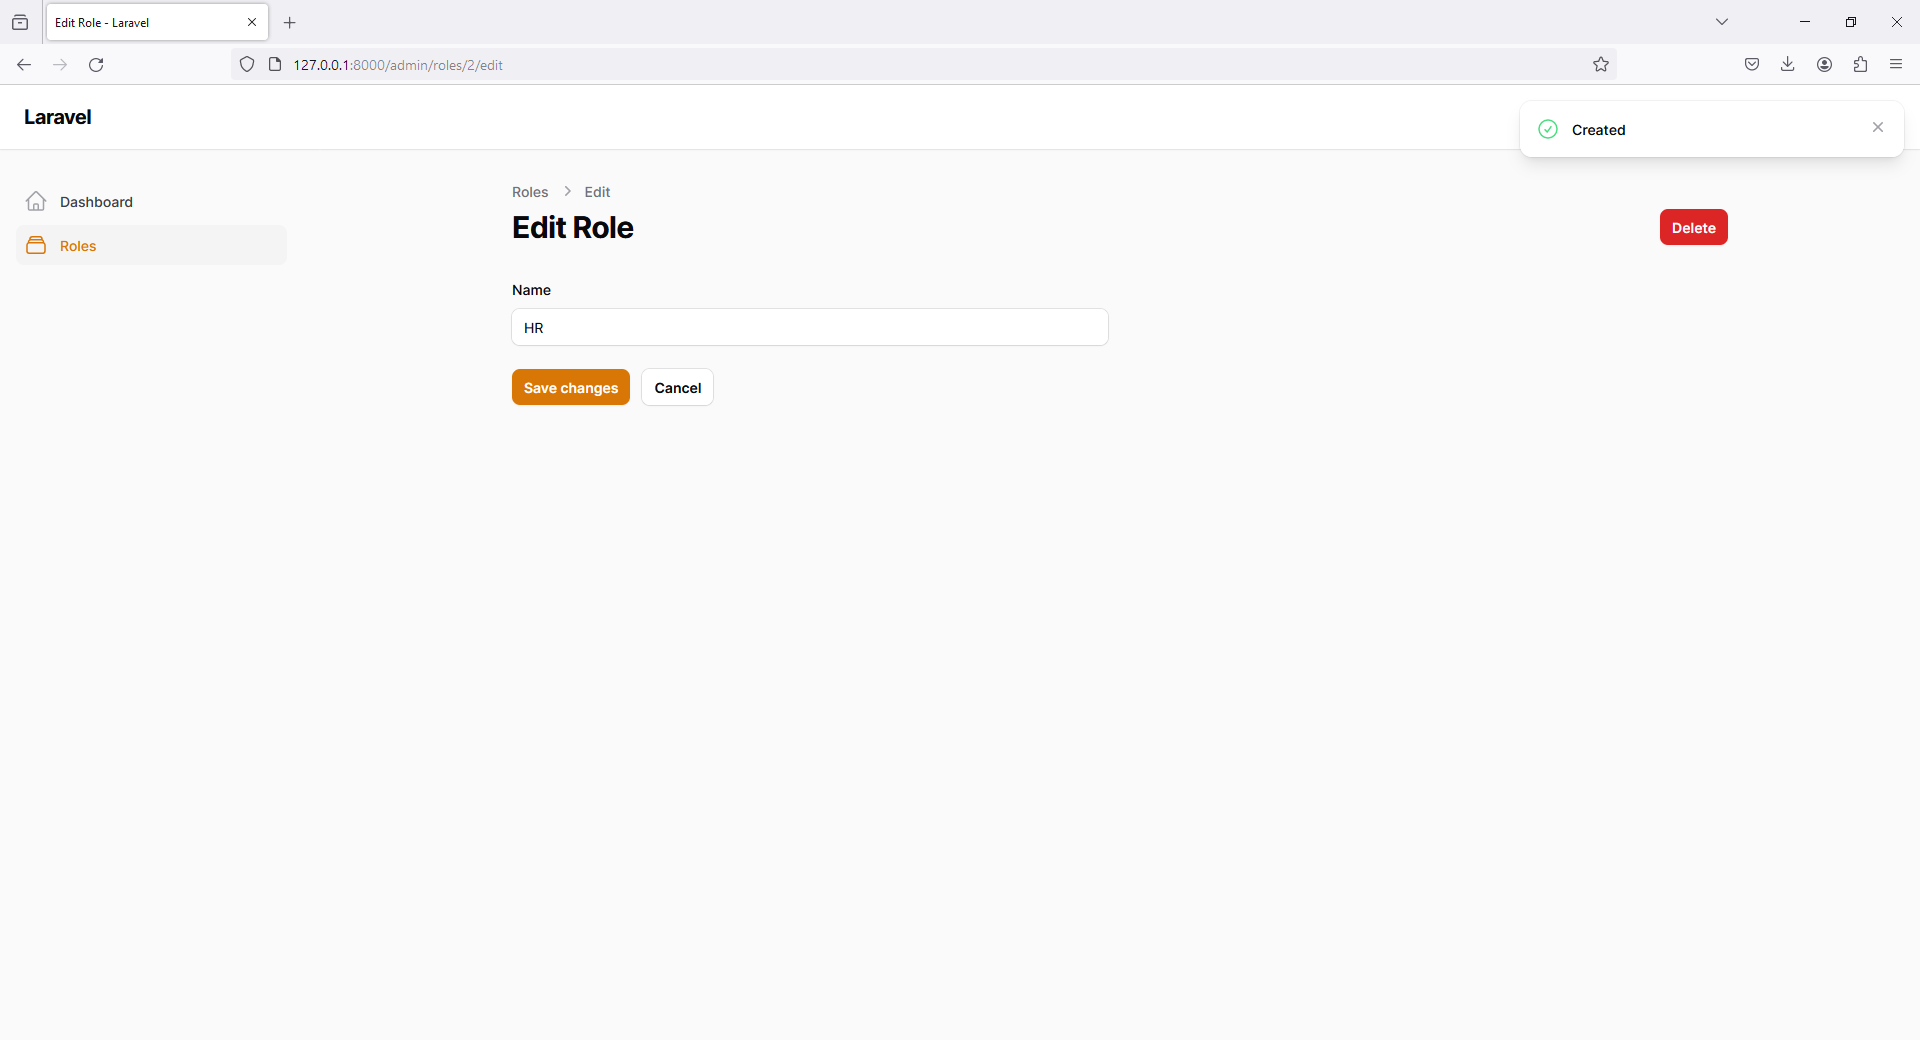 Edit Role - Laravel
127.0.0.1:8000/admin/roles/2/edit
Laravel
Created
Dashboard
Roles
Roles > Edit
Edit Role
Delete
Name
HR
Save changes
Cancel